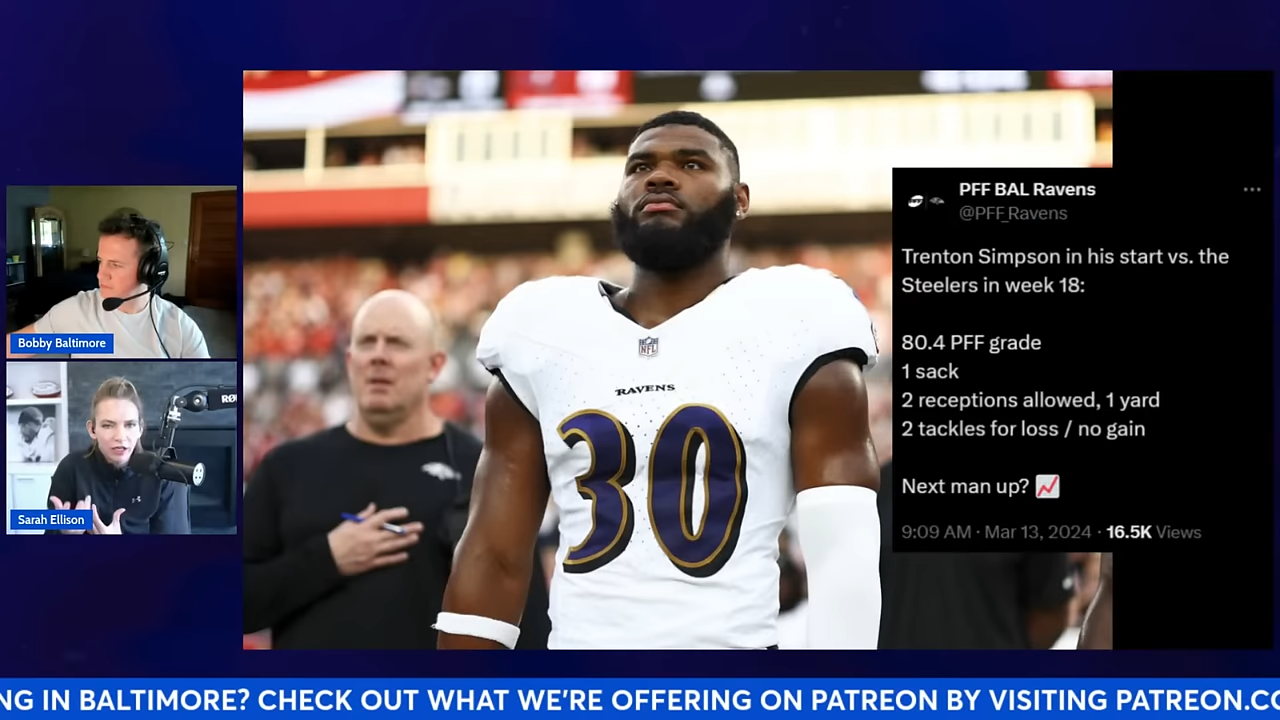 PFF BAL Ravens
@PFF_Ravens
Trenton Simpson in his start vs. the
Steelers in week 18:
80.4 PFF grade
1 sack
2 receptions allowed, 1 yard
2 tackles for loss / no gain
Next man up? 📈
9:09 AM · Mar 13, 2024 · 16.5K Views
NFL
RAVENS
30
Bobby Baltimore
Sarah Ellison
NG IN BALTIMORE? CHECK OUT WHAT WE'RE OFFERING ON PATREON BY VISITING PATREON.CO